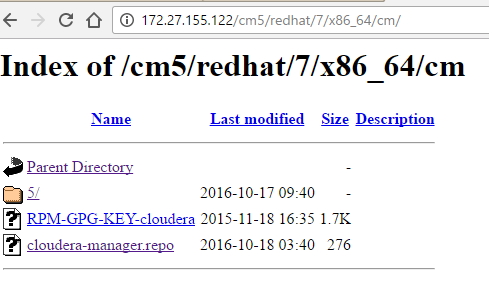 172.27.155.122/cm5/redhat/7/x86_64/cm/
Index of /cm5/redhat/7/x86_64/cm
Name Last modified Size Description
Parent Directory -
5/ 2016-10-17 09:40 -
RPM-GPG-KEY-cloudera 2015-11-18 16:35 1.7K
cloudera-manager.repo 2016-10-18 03:40 276